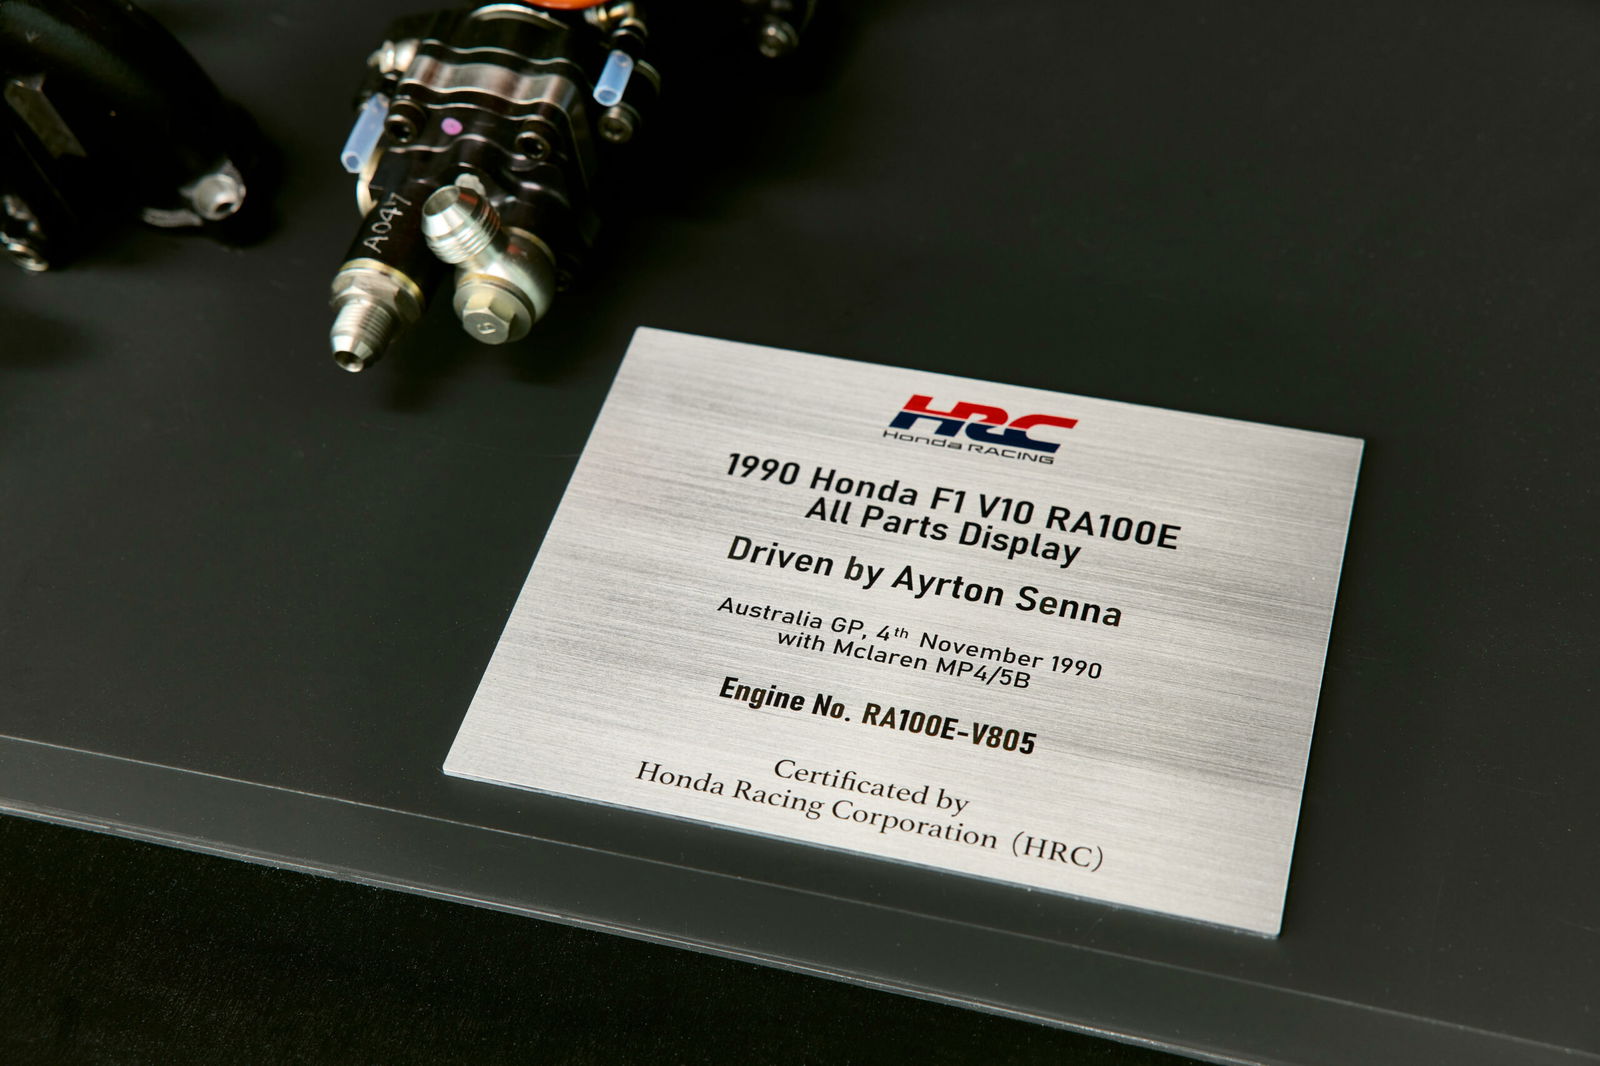 A047
9
HRC
Honda RACING
1990 Honda F1 V10 RA100E
All Parts Display
Driven by Ayrton Senna
Australia GP, 4th November 1990
with Mclaren MP4/5B
Engine No. RA100E-V805
Certificated by
Honda Racing Corporation (HRC)